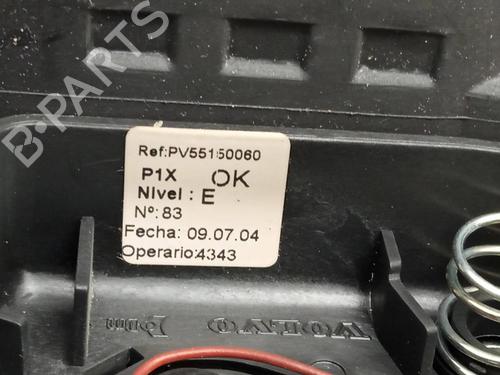 B-PARTS
Ref:PV55150060
P1X OK
Nivel : E
Nº: 83
Fecha: 09.07.04
Operario:4343
VOLVO